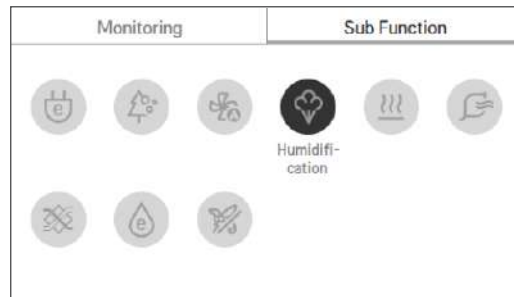 Monitoring
Sub Function
e
Humidifi-
cation
e